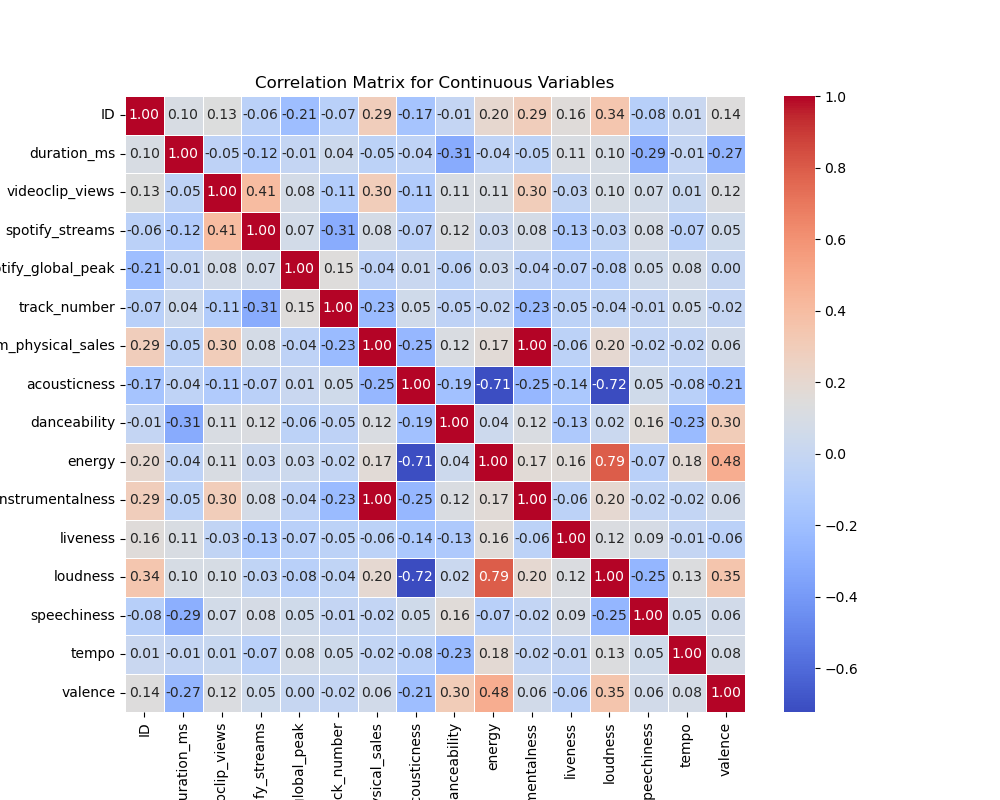 Correlation Matrix for Continuous Variables
ID 1.00 0.10 0.13 -0.06 -0.21 -0.07 0.29 -0.17 -0.01 0.20 0.29 0.16 0.34 -0.08 0.01 0.14
duration_ms 0.10 1.00 -0.05 -0.12 -0.01 0.04 -0.05 -0.04 -0.31 -0.04 -0.05 0.11 0.10 -0.29 -0.01 -0.27
videoclip_views 0.13 -0.05 1.00 0.41 0.08 -0.11 0.30 -0.11 0.11 0.11 0.30 -0.03 0.10 0.07 0.01 0.12
spotify_streams -0.06 -0.12 0.41 1.00 0.07 -0.31 0.08 -0.07 0.12 0.03 0.08 -0.13 -0.03 0.08 -0.07 0.05
tify_global_peak -0.21 -0.01 0.08 0.07 1.00 0.15 -0.04 0.01 -0.06 0.03 -0.04 -0.07 -0.08 0.05 0.08 0.00
track_number -0.07 0.04 -0.11 -0.31 0.15 1.00 -0.23 0.05 -0.05 -0.02 -0.23 -0.05 -0.04 -0.01 0.05 -0.02
m_physical_sales 0.29 -0.05 0.30 0.08 -0.04 -0.23 1.00 -0.25 0.12 0.17 1.00 -0.06 0.20 -0.02 -0.02 0.06
acousticness -0.17 -0.04 -0.11 -0.07 0.01 0.05 -0.25 1.00 -0.19 -0.71 -0.25 -0.14 -0.72 0.05 -0.08 -0.21
danceability -0.01 -0.31 0.11 0.12 -0.06 -0.05 0.12 -0.19 1.00 0.04 0.12 -0.13 0.02 0.16 -0.23 0.30
energy 0.20 -0.04 0.11 0.03 0.03 -0.02 0.17 -0.71 0.04 1.00 0.17 0.16 0.79 -0.07 0.18 0.48
nstrumentalness 0.29 -0.05 0.30 0.08 -0.04 -0.23 1.00 -0.25 0.12 0.17 1.00 -0.06 0.20 -0.02 -0.02 0.06
liveness 0.16 0.11 -0.03 -0.13 -0.07 -0.05 -0.06 -0.14 -0.13 0.16 -0.06 1.00 0.12 0.09 -0.01 -0.06
loudness 0.34 0.10 0.10 -0.03 -0.08 -0.04 0.20 -0.72 0.02 0.79 0.20 0.12 1.00 -0.25 0.13 0.35
speechiness -0.08 -0.29 0.07 0.08 0.05 -0.01 -0.02 0.05 0.16 -0.07 -0.02 0.09 -0.25 1.00 0.05 0.06
tempo 0.01 -0.01 0.01 -0.07 0.08 0.05 -0.02 -0.08 -0.23 0.18 -0.02 -0.01 0.13 0.05 1.00 0.08
valence 0.14 -0.27 0.12 0.05 0.00 -0.02 0.06 -0.21 0.30 0.48 0.06 -0.06 0.35 0.06 0.08 1.00
ID
uration_ms
oclip_views
fy_streams
global_peak
ck_number
ysical_sales
cousticness
anceability
energy
mentalness
liveness
loudness
peechiness
tempo
valence
1.0
0.8
0.6
0.4
0.2
0.0
−0.2
−0.4
−0.6